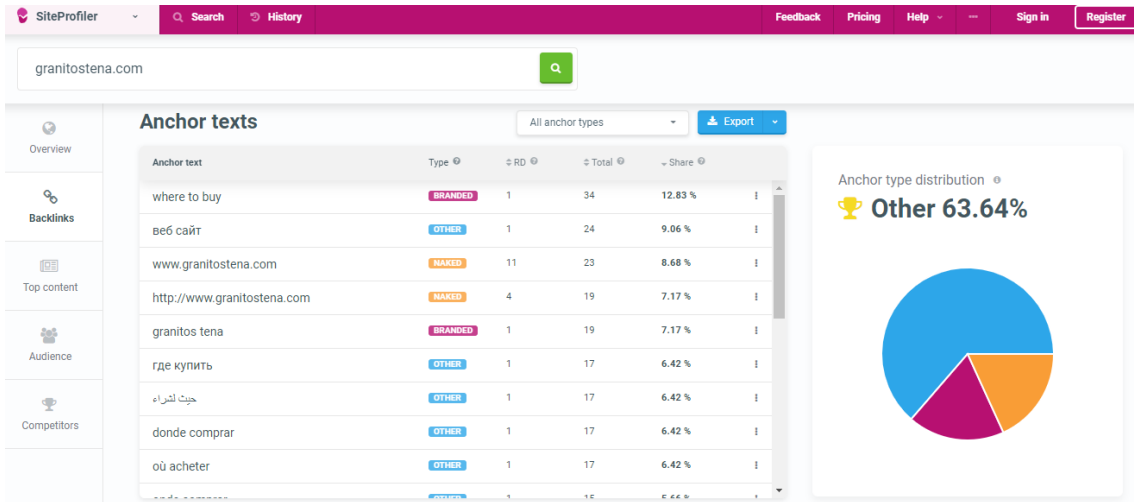 SiteProfiler Search History Feedback Pricing Help Sign in Register
granitostena.com
Overview
Backlinks
Top content
Audience
Competitors
Anchor texts All anchor types Export
Anchor text Type RD Total Share
where to buy BRANDED 1 34 12.83 %
веб сайт OTHER 1 24 9.06 %
www.granitostena.com NAKED 11 23 8.68 %
http://www.granitostena.com NAKED 4 19 7.17 %
granitos tena BRANDED 1 19 7.17 %
где купить OTHER 1 17 6.42 %
حيث لشراء OTHER 1 17 6.42 %
donde comprar OTHER 1 17 6.42 %
où acheter OTHER 1 17 6.42 %
Anchor type distribution
Other 63.64%